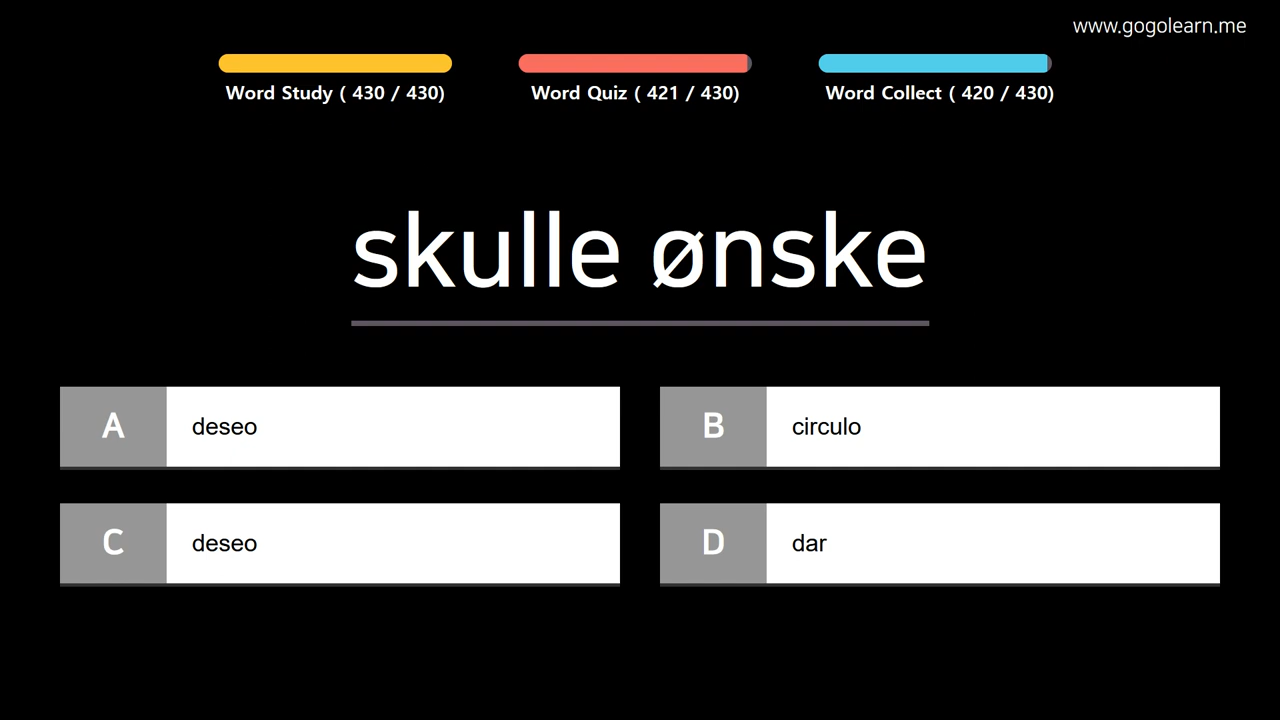 www.gogolearn.me
Word Study ( 430 / 430)
Word Quiz ( 421 / 430)
Word Collect ( 420 / 430)
skulle ønske
A deseo
B circulo
C deseo
D dar